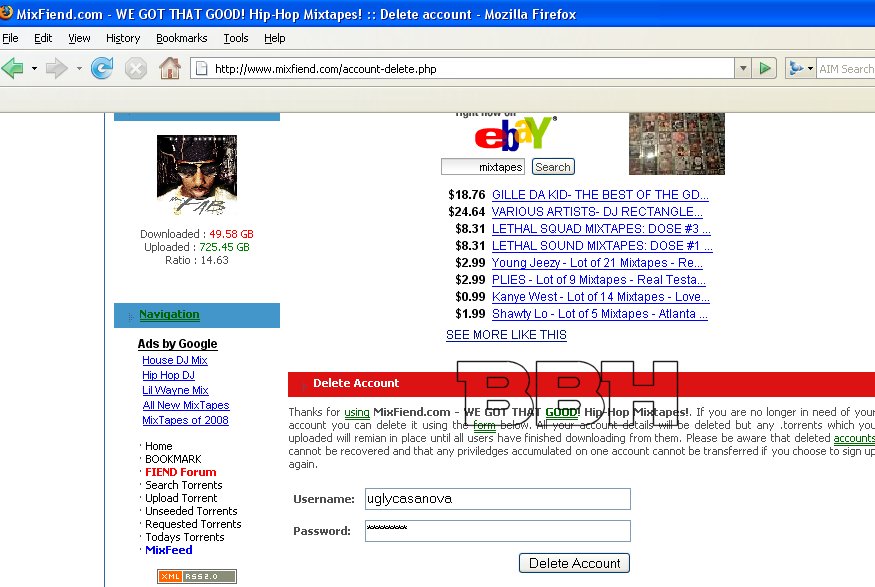 MixFiend.com - WE GOT THAT GOOD! Hip-Hop Mixtapes! :: Delete account - Mozilla Firefox
File Edit View History Bookmarks Tools Help
http://www.mixfiend.com/account-delete.php
AIM Search
FAB
Downloaded : 49.58 GB
Uploaded : 725.45 GB
Ratio : 14.63
Navigation
Ads by Google
House DJ Mix
Hip Hop DJ
Lil Wayne Mix
All New MixTapes
MixTapes of 2008
· Home
· BOOKMARK
· FIEND Forum
· Search Torrents
· Upload Torrent
· Unseeded Torrents
· Requested Torrents
· Todays Torrents
· MixFeed
XML RSS 2.0
right now on
ebay®
mixtapes Search
$18.76 GILLE DA KID- THE BEST OF THE GD...
$24.64 VARIOUS ARTISTS- DJ RECTANGLE...
$8.31 LETHAL SQUAD MIXTAPES: DOSE #3 ...
$8.31 LETHAL SOUND MIXTAPES: DOSE #1 ...
$2.99 Young Jeezy - Lot of 21 Mixtapes - Re...
$2.99 PLIES - Lot of 9 Mixtapes - Real Testa...
$0.99 Kanye West - Lot of 14 Mixtapes - Love...
$1.99 Shawty Lo - Lot of 5 Mixtapes - Atlanta ...
SEE MORE LIKE THIS
BBH
Delete Account
Thanks for using MixFiend.com - WE GOT THAT GOOD! Hip-Hop Mixtapes!. If you are no longer in need of your
account you can delete it using the form below. All your account details will be deleted but any .torrents which you
uploaded will remian in place until all users have finished downloading from them. Please be aware that deleted accounts
cannot be recovered and that any priviledges accumulated on one account cannot be transferred if you choose to sign up
again.
Username: uglycasanova
Password: ********
Delete Account